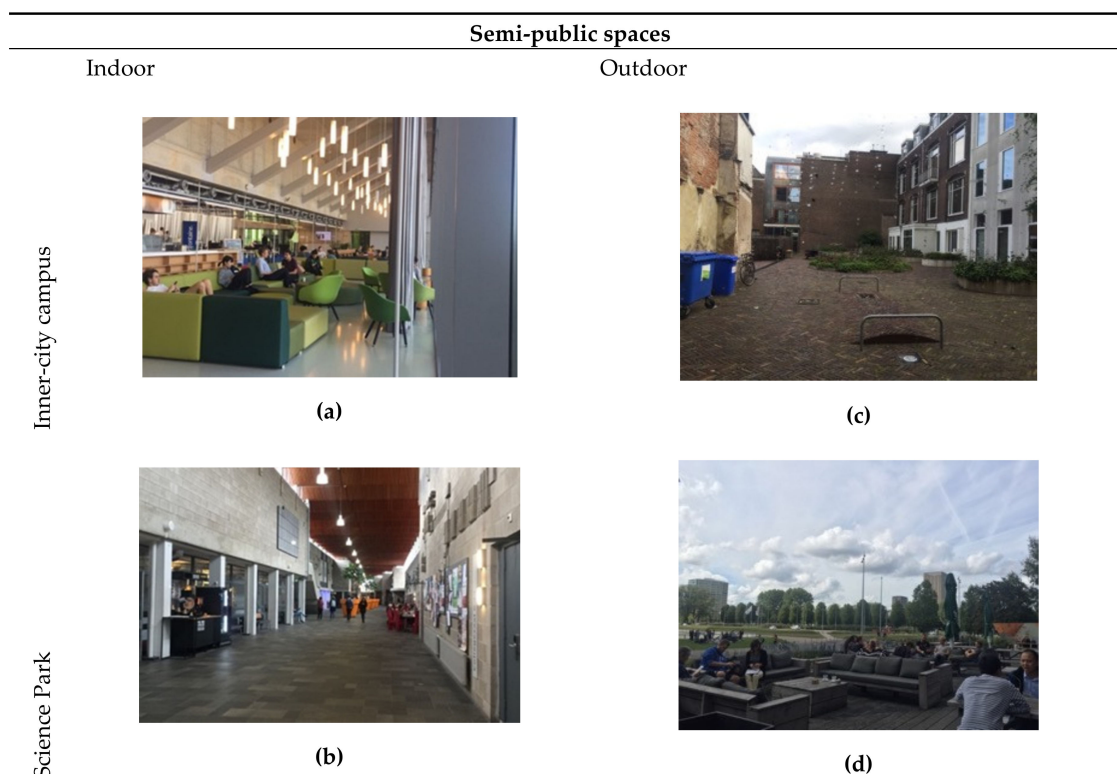 Semi-public spaces
Indoor
Outdoor
Inner-city campus
(a)
(c)
Science Park
(b)
(d)